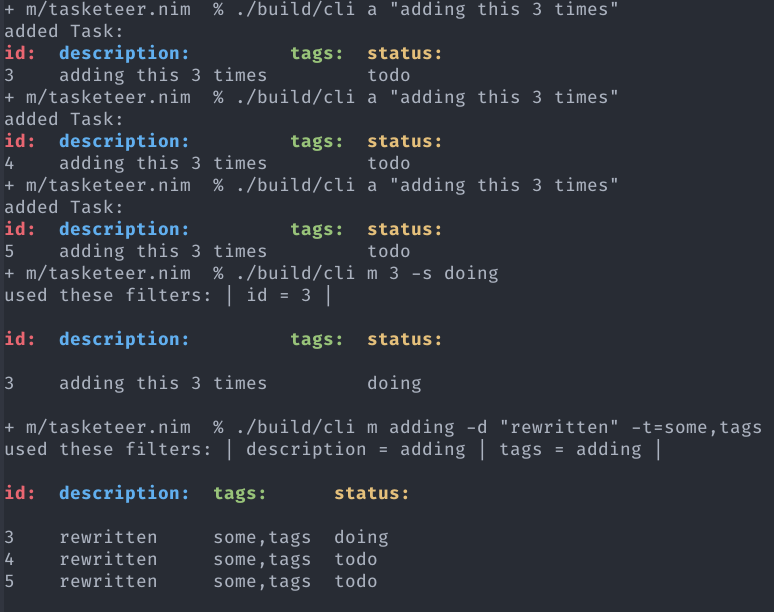 + m/tasketeer.nim  % ./build/cli a "adding this 3 times"
added Task:
id:  description:         tags:  status:
3    adding this 3 times         todo
+ m/tasketeer.nim  % ./build/cli a "adding this 3 times"
added Task:
id:  description:         tags:  status:
4    adding this 3 times         todo
+ m/tasketeer.nim  % ./build/cli a "adding this 3 times"
added Task:
id:  description:         tags:  status:
5    adding this 3 times         todo
+ m/tasketeer.nim  % ./build/cli m 3 -s doing
used these filters: | id = 3 |
id:  description:         tags:  status:
3    adding this 3 times         doing
+ m/tasketeer.nim  % ./build/cli m adding -d "rewritten" -t=some,tags
used these filters: | description = adding | tags = adding |
id:  description:  tags:      status:
3    rewritten     some,tags  doing
4    rewritten     some,tags  todo
5    rewritten     some,tags  todo